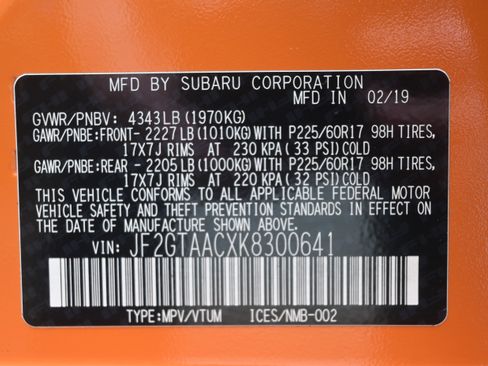 MFD BY SUBARU CORPORATION
MFD IN 02/19
GVWR/PNBV: 4343LB (1970KG)
GAWR/PNBE:FRONT- 2227 LB (1010KG) WITH P225/60R17 98H TIRES,
17X7J RIMS AT 230 KPA ( 33 PSI) COLD
GAWR/PNBE:REAR - 2205 LB (1000KG) WITH P225/60R17 98H TIRES,
17X7J RIMS AT 220 KPA ( 32 PSI) COLD
THIS VEHICLE CONFORMS TO ALL APPLICABLE FEDERAL MOTOR
VEHICLE SAFETY AND THEFT PREVENTION STANDARDS IN EFFECT ON
THE DATE OF MANUFACTURE SHOWN ABOVE.
VIN: JF2GTAACXK8300641
TYPE:MPV/VTUM ICES/NMB-002